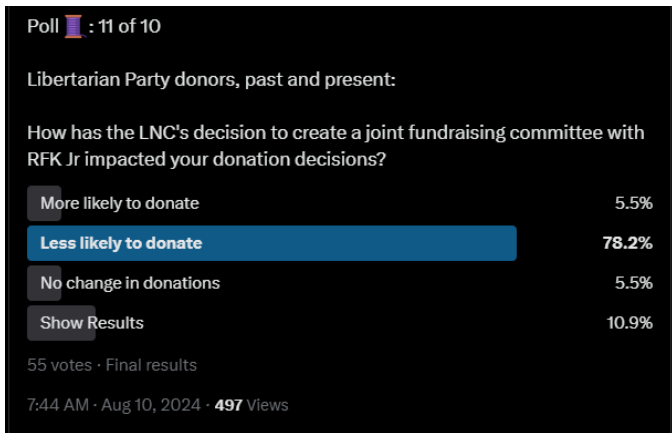 Poll 🧵 : 11 of 10
Libertarian Party donors, past and present:
How has the LNC's decision to create a joint fundraising committee with
RFK Jr impacted your donation decisions?
More likely to donate 5.5%
Less likely to donate 78.2%
No change in donations 5.5%
Show Results 10.9%
55 votes · Final results
7:44 AM · Aug 10, 2024 · 497 Views